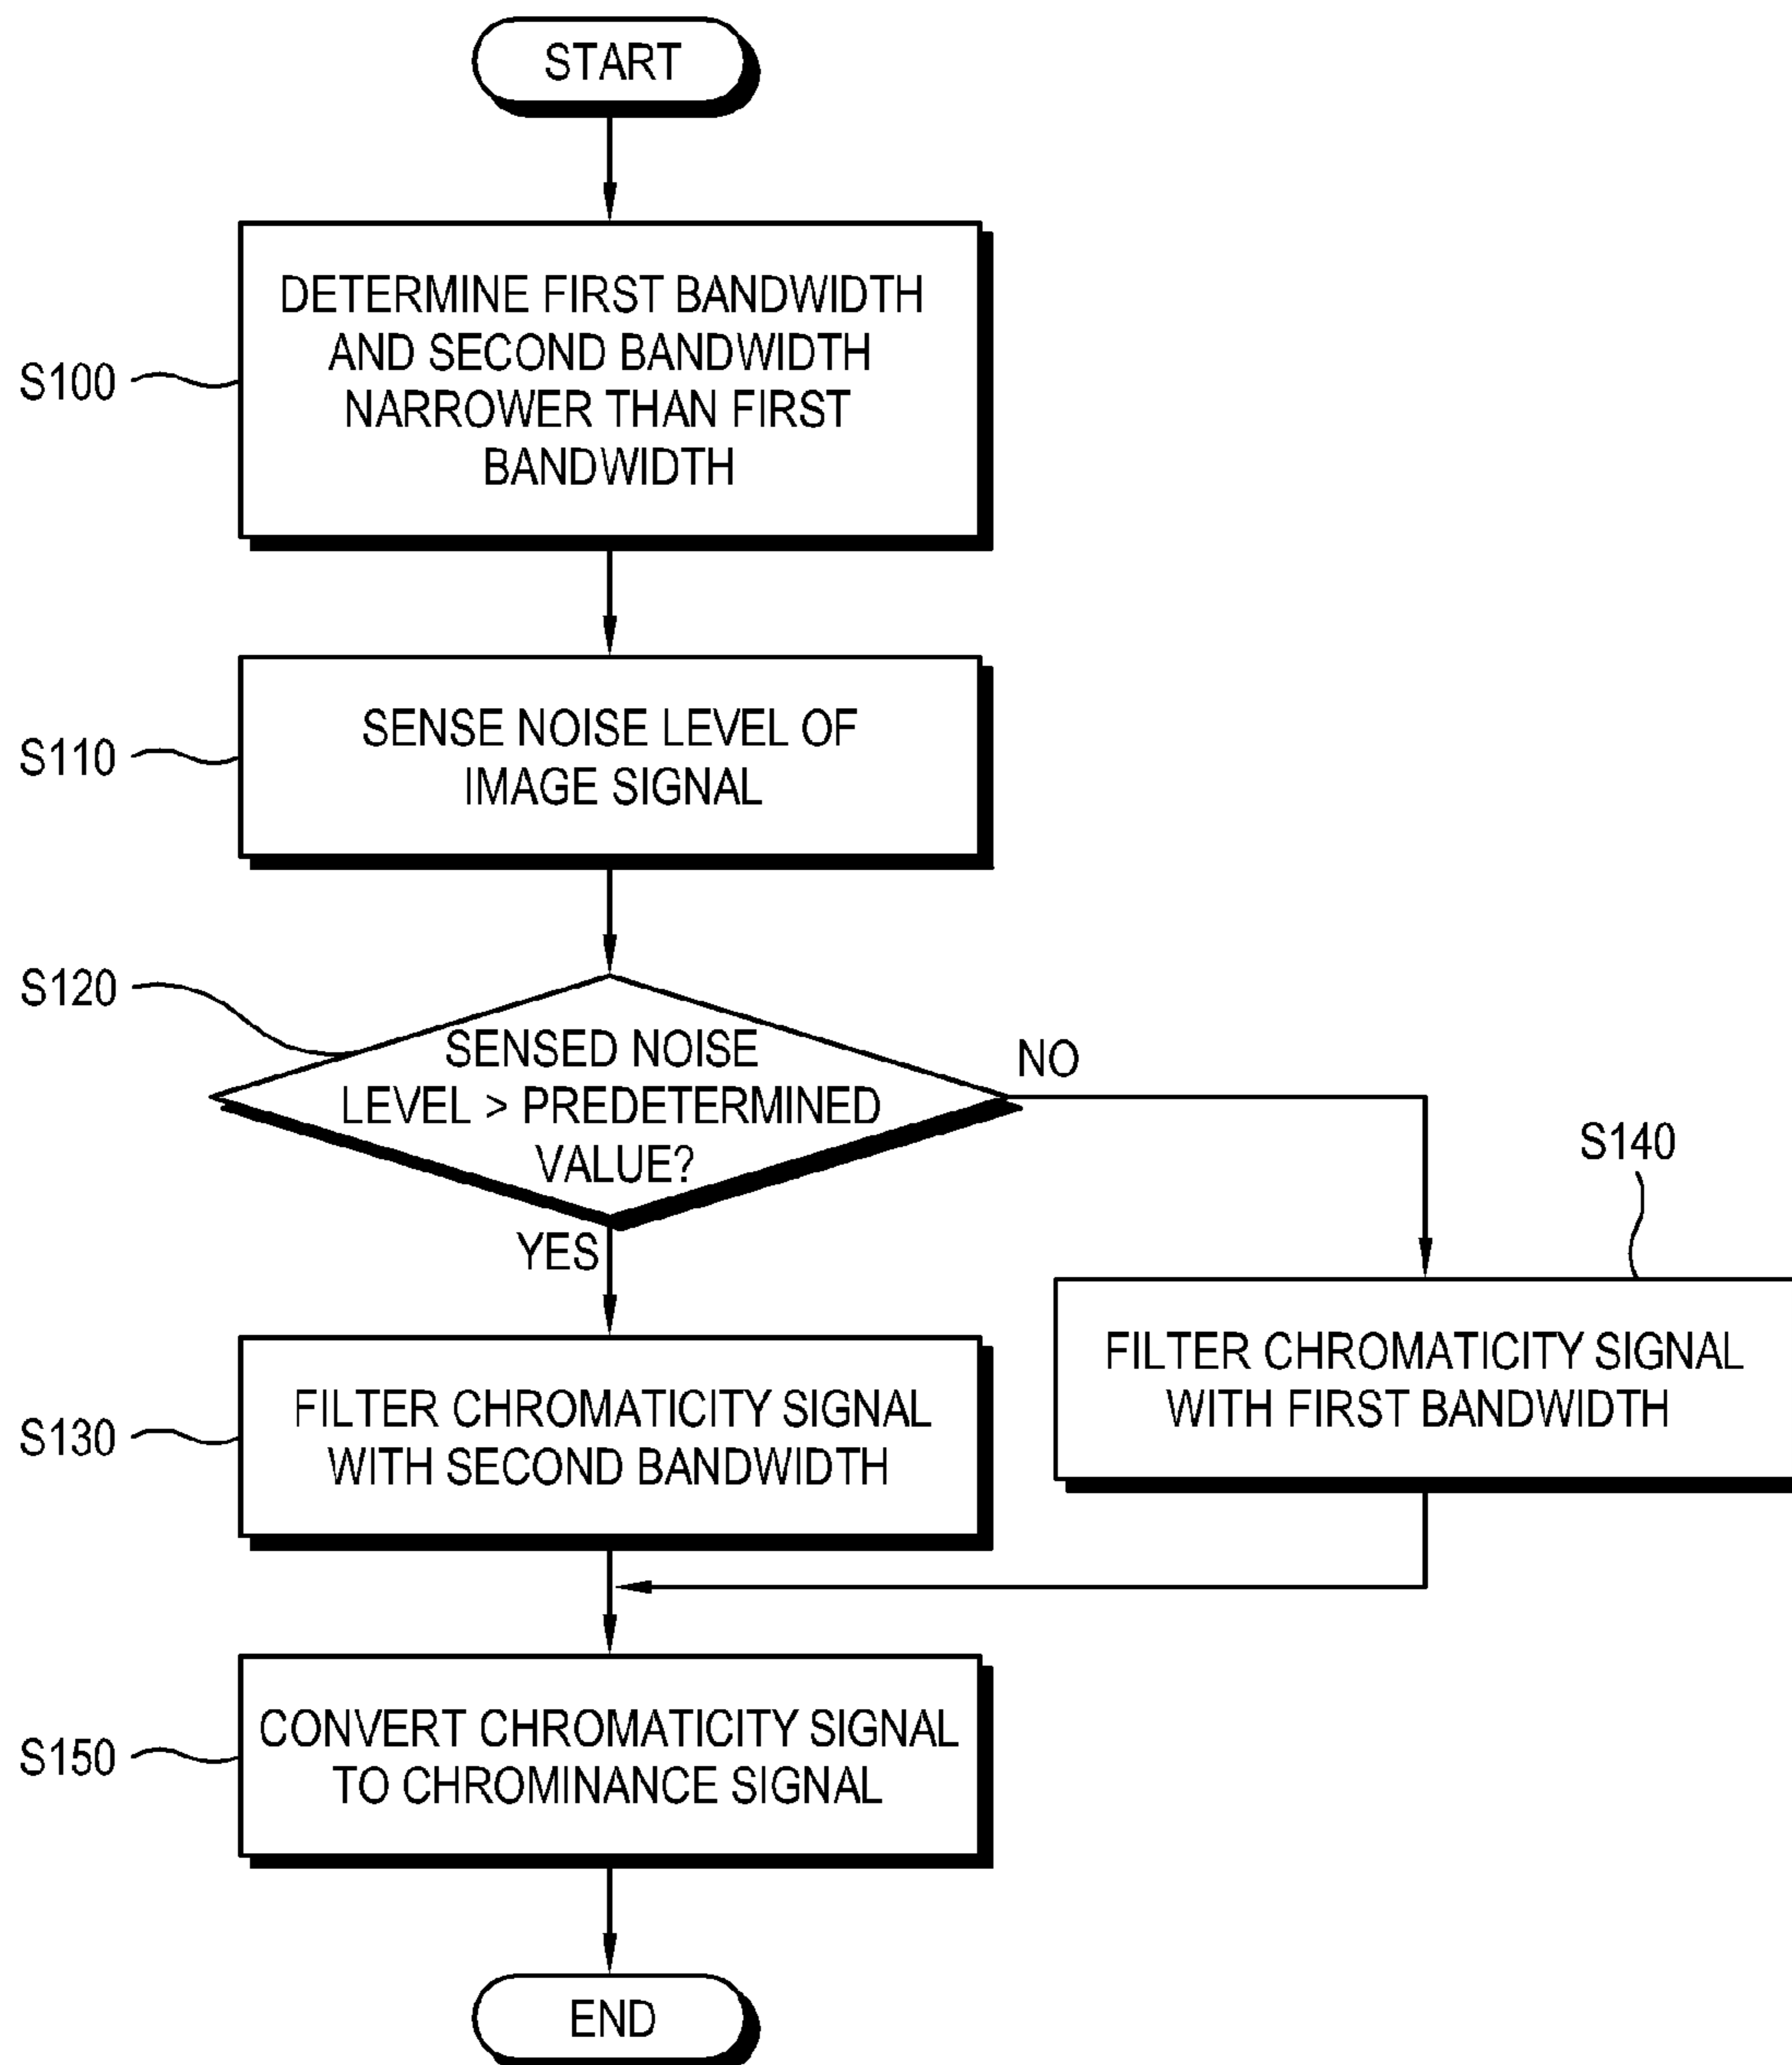 START
DETERMINE FIRST BANDWIDTH
AND SECOND BANDWIDTH
NARROWER THAN FIRST
BANDWIDTH
S100
SENSE NOISE LEVEL OF
IMAGE SIGNAL
S110
S120
SENSED NOISE
LEVEL > PREDETERMINED
VALUE?
NO
YES
S140
FILTER CHROMATICITY SIGNAL
WITH FIRST BANDWIDTH
S130
FILTER CHROMATICITY SIGNAL
WITH SECOND BANDWIDTH
S150
CONVERT CHROMATICITY SIGNAL
TO CHROMINANCE SIGNAL
END